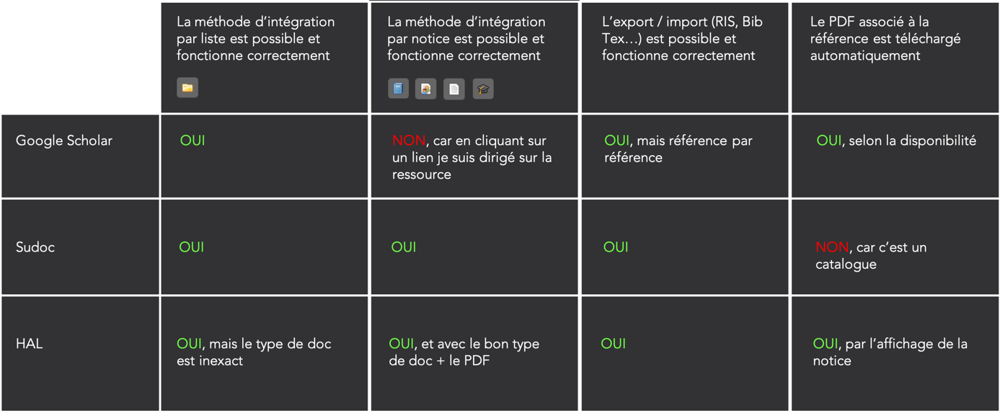 La méthode d’intégration
par liste est possible et
fonctionne correctement
La méthode d’intégration
par notice est possible et
fonctionne correctement
L’export / import (RIS, Bib
Tex…) est possible et
fonctionne correctement
Le PDF associé à la
référence est téléchargé
automatiquement
Google Scholar
OUI
NON, car en cliquant sur
un lien je suis dirigé sur la
ressource
OUI, mais référence par
référence
OUI, selon la disponibilité
Sudoc
OUI
OUI
OUI
NON, car c’est un
catalogue
HAL
OUI, mais le type de doc
est inexact
OUI, et avec le bon type
de doc + le PDF
OUI
OUI, par l’affichage de la
notice